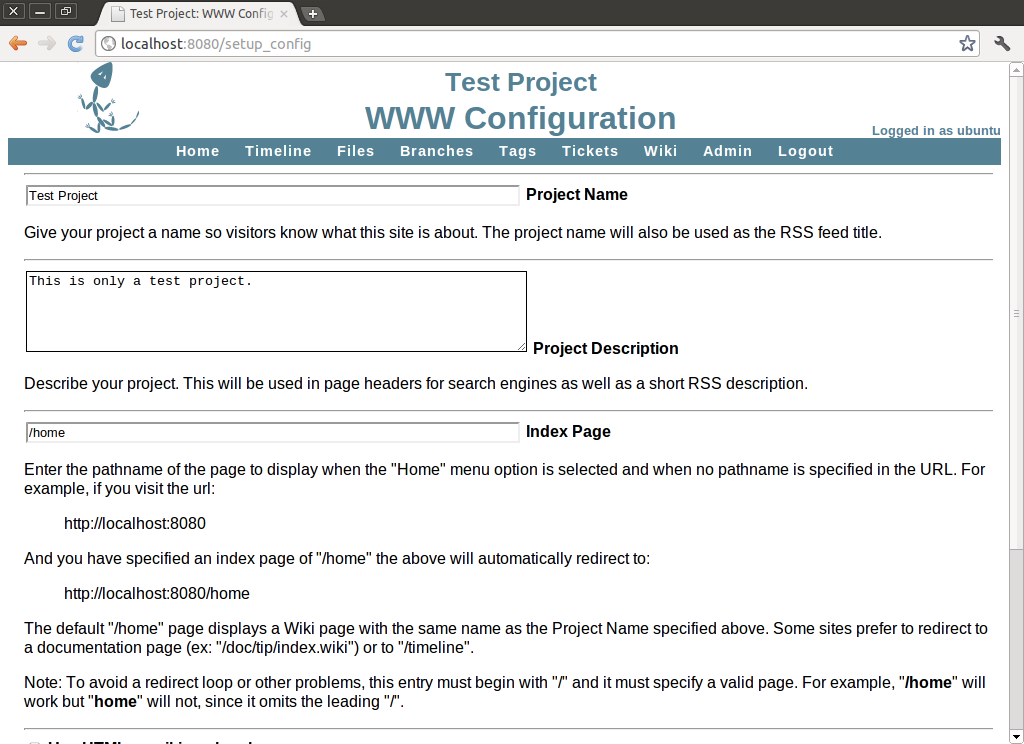 Test Project: WWW Config
localhost:8080/setup_config
Test Project
WWW Configuration
Logged in as ubuntu
Home Timeline Files Branches Tags Tickets Wiki Admin Logout
Test Project Project Name
Give your project a name so visitors know what this site is about. The project name will also be used as the RSS feed title.
This is only a test project.
Project Description
Describe your project. This will be used in page headers for search engines as well as a short RSS description.
/home Index Page
Enter the pathname of the page to display when the "Home" menu option is selected and when no pathname is specified in the URL. For
example, if you visit the url:
http://localhost:8080
And you have specified an index page of "/home" the above will automatically redirect to:
http://localhost:8080/home
The default "/home" page displays a Wiki page with the same name as the Project Name specified above. Some sites prefer to redirect to
a documentation page (ex: "/doc/tip/index.wiki") or to "/timeline".
Note: To avoid a redirect loop or other problems, this entry must begin with "/" and it must specify a valid page. For example, "/home" will
work but "home" will not, since it omits the leading "/".